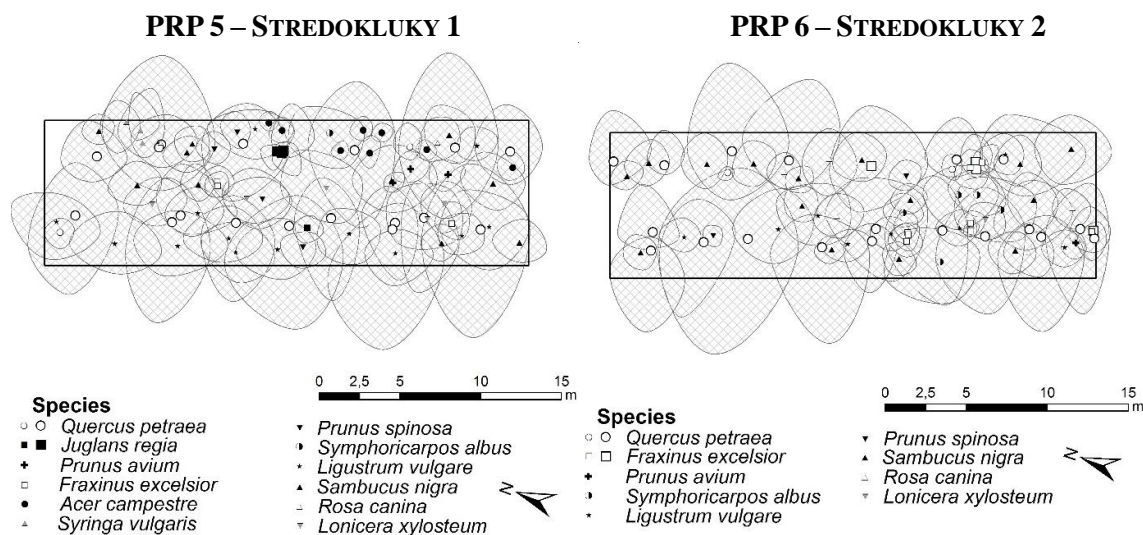 PRP 5 – STREDOKLUKY 1
PRP 6 – STREDOKLUKY 2
0 2,5 5 10 15
m
Species
Quercus petraea
Juglans regia
Prunus avium
Fraxinus excelsior
Acer campestre
Syringa vulgaris
Prunus spinosa
Symphoricarpos albus
Ligustrum vulgare
Sambucus nigra
Rosa canina
Lonicera xylosteum
N
0 2,5 5 10 15
m
Species
Quercus petraea
Fraxinus excelsior
Prunus avium
Symphoricarpos albus
Ligustrum vulgare
Prunus spinosa
Sambucus nigra
Rosa canina
Lonicera xylosteum
N